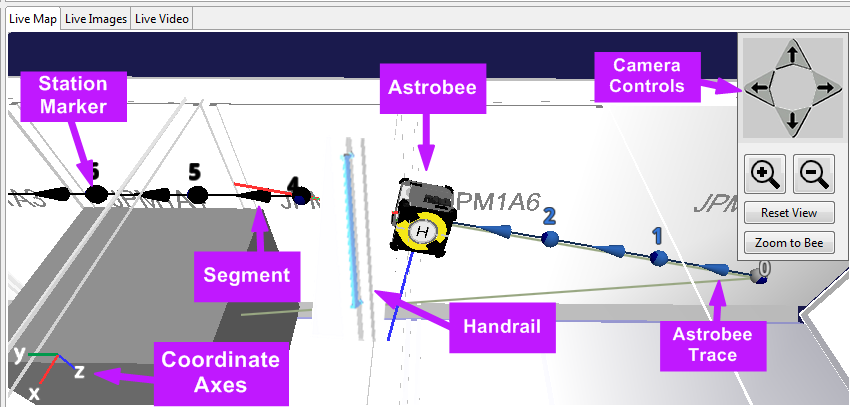 Live Map Live Images Live Video
Station
Marker
Astrobee
Camera
Controls
6
5
4
JPM1A6
JPM
2
1
0
H
Segment
Handrail
Astrobee
Trace
Reset View
Zoom to Bee
Coordinate
Axes
y
x
z